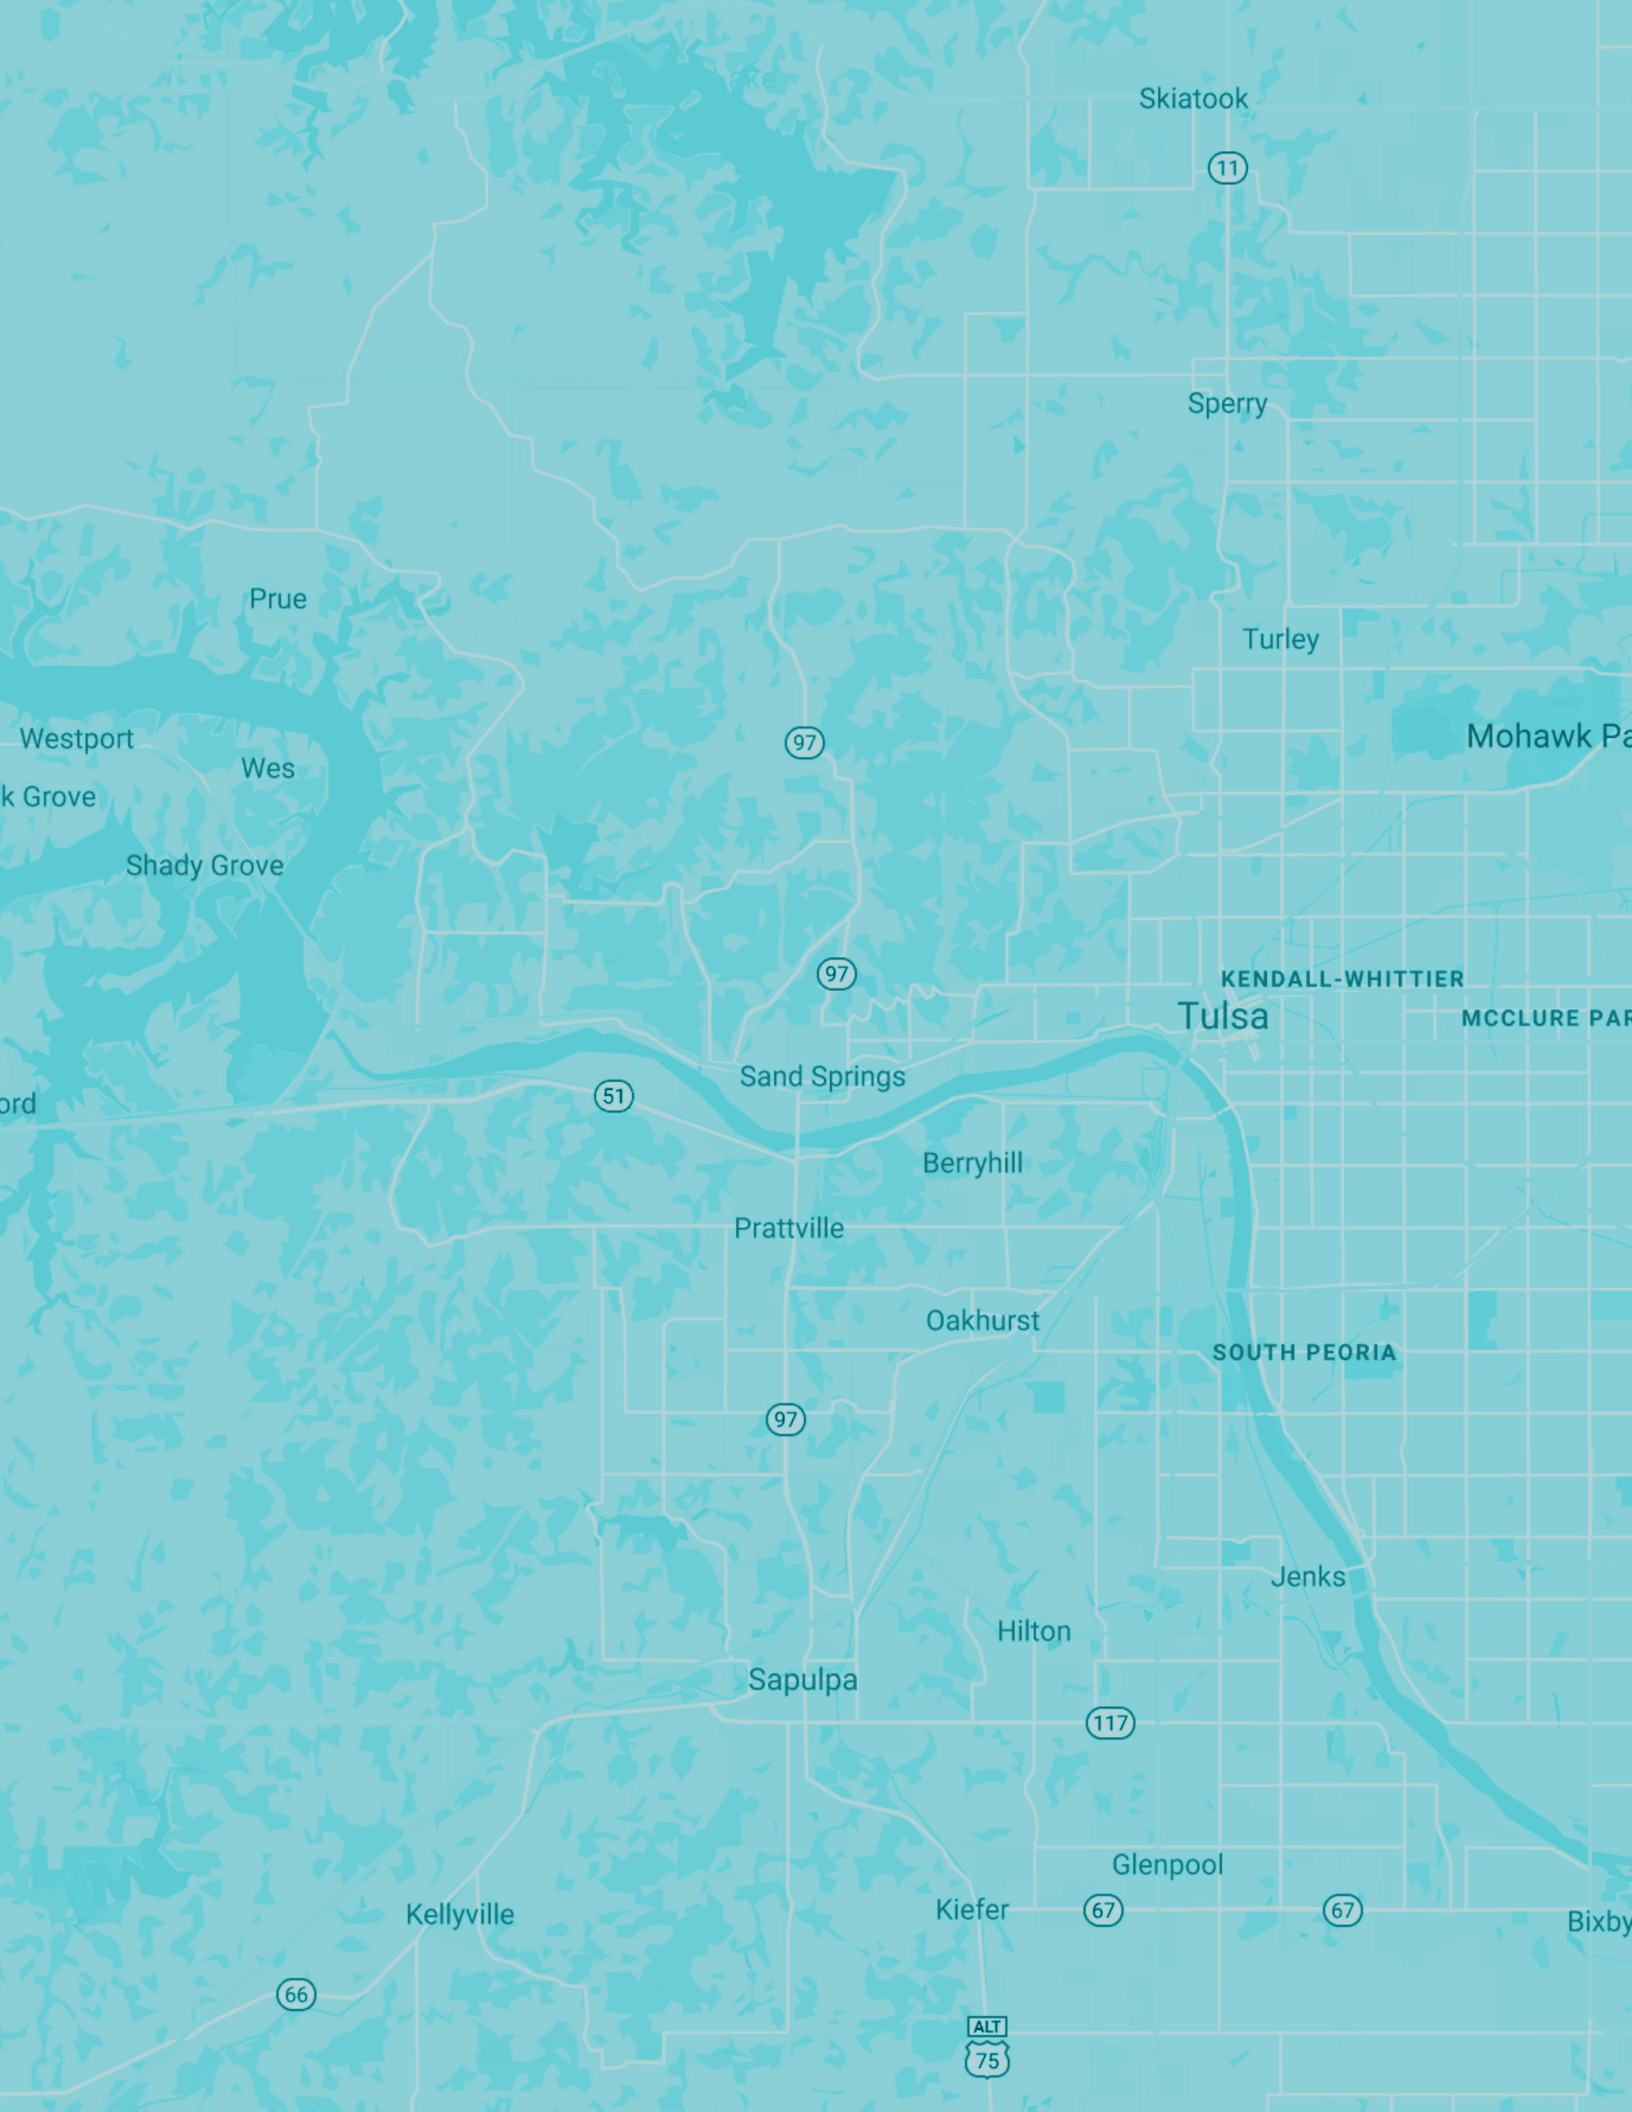 Skiatook
11
Sperry
Prue
Turley
Westport
97
Mohawk Pa
Wes
k Grove
Shady Grove
97
KENDALL-WHITTIER
Tulsa
MCCLURE PAR
Sand Springs
51
ord
Berryhill
Prattville
Oakhurst
SOUTH PEORIA
97
Jenks
Hilton
Sapulpa
117
Glenpool
Kellyville
Kiefer
67
67
Bixby
66
ALT
75